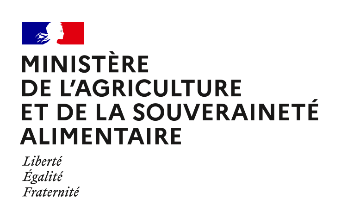 MINISTÈRE
DE L'AGRICULTURE
ET DE LA SOUVERAINETÉ
ALIMENTAIRE
Liberté
Égalité
Fraternité